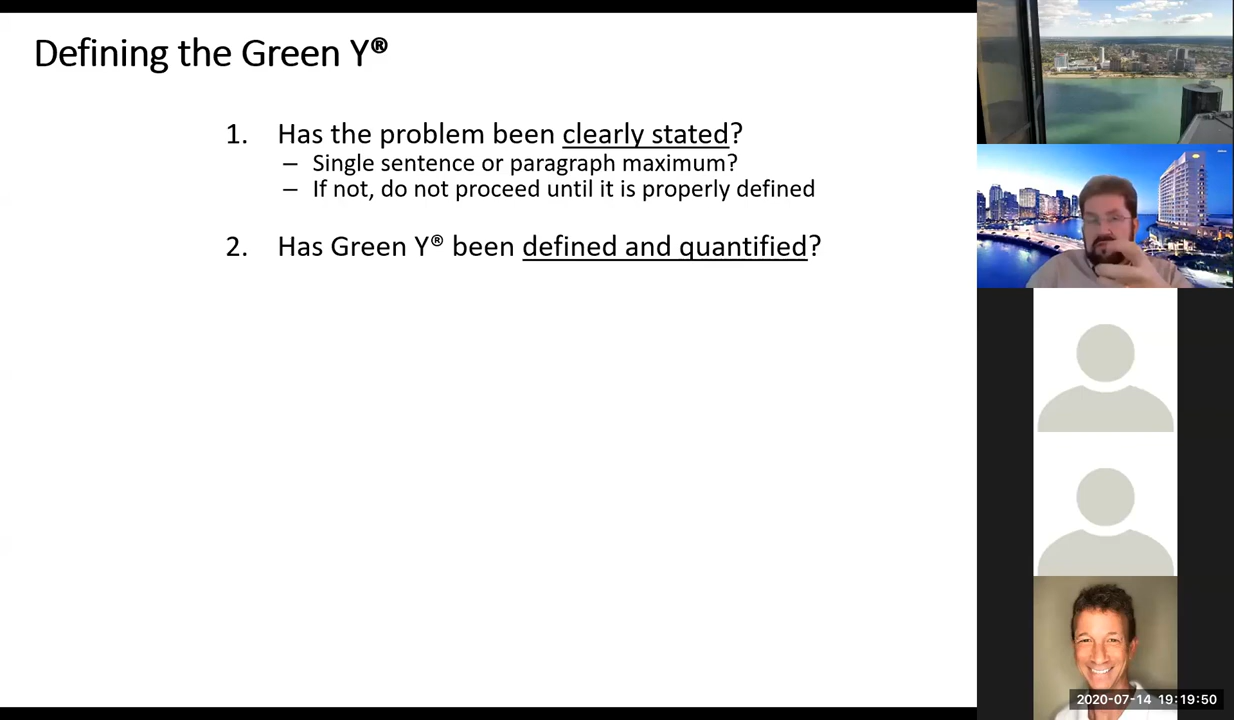 Defining the Green Y®
1. Has the problem been clearly stated?
– Single sentence or paragraph maximum?
– If not, do not proceed until it is properly defined
2. Has Green Y® been defined and quantified?
2020-07-14 19:19:50